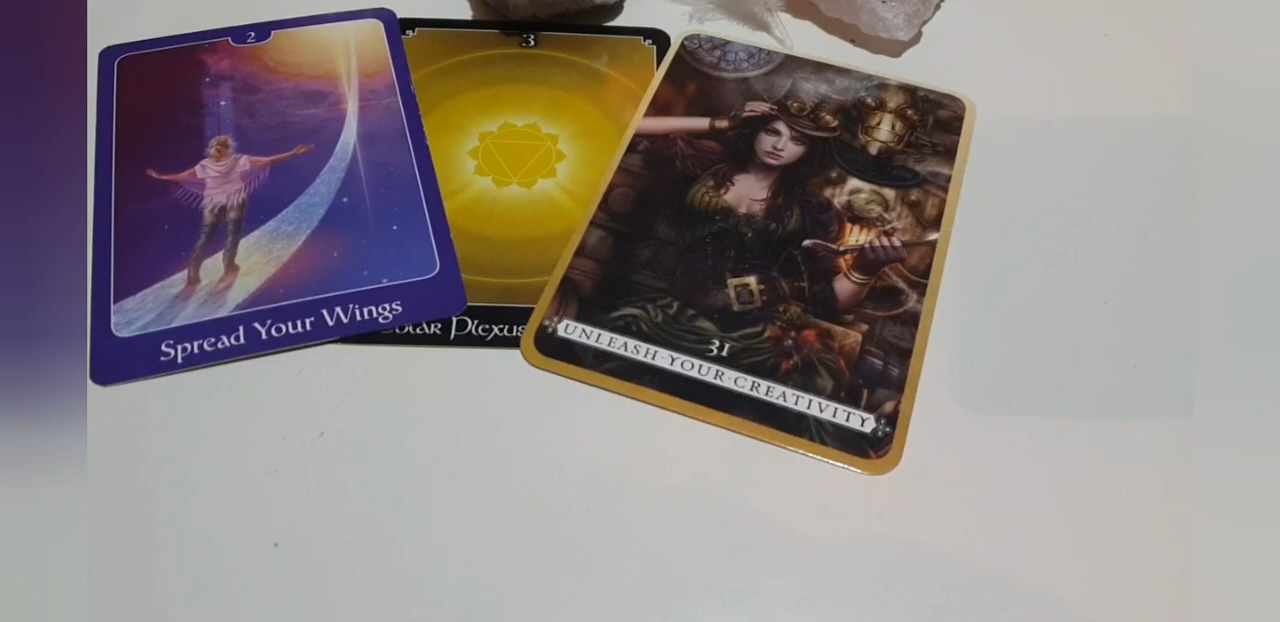 2
Spread Your Wings
3
Solar Plexus
31
UNLEASH·YOUR·CREATIVITY